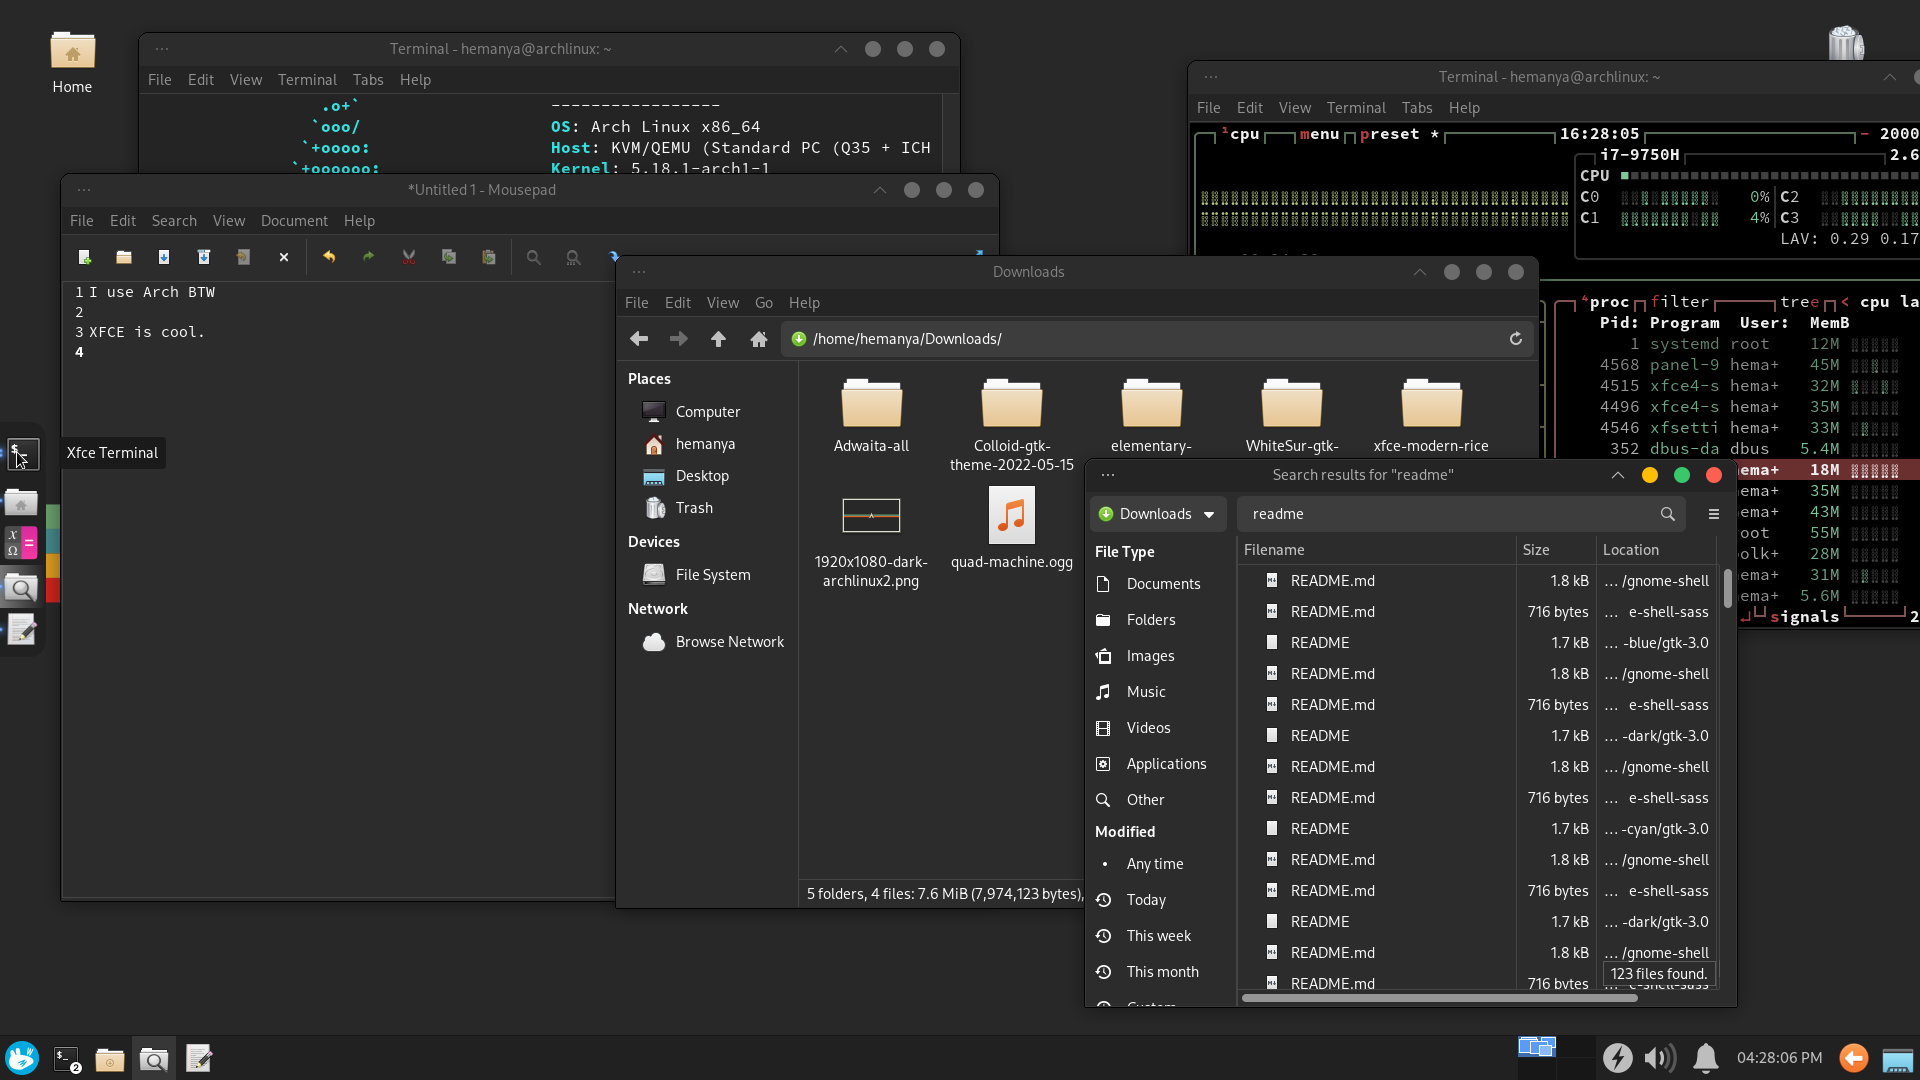 Home
Terminal - hemanya@archlinux: ~
File Edit View Terminal Tabs Help
.o+`
`ooo/
`+oooo:
`+oooooo:
-----------------
OS: Arch Linux x86_64
Host: KVM/QEMU (Standard PC (Q35 + ICH
Kernel: 5.18.1-arch1-1
Terminal - hemanya@archlinux: ~
File Edit View Terminal Tabs Help
¹cpu menu preset * 16:28:05 - 2000
i7-9750H 2.6
CPU
C0 0% C2
C1 4% C3
LAV: 0.29 0.17
⁴proc filter tree < cpu la
Pid: Program User: MemB
1 systemd root 12M
4568 panel-9 hema+ 45M
4515 xfce4-s hema+ 32M
4496 xfce4-s hema+ 35M
4546 xfsetti hema+ 33M
352 dbus-da dbus 5.4M
ema+ 18M
ema+ 35M
ema+ 43M
oot 55M
olk+ 28M
ema+ 31M
ema+ 5.6M
signals 2
*Untitled 1 - Mousepad
File Edit Search View Document Help
1 I use Arch BTW
2
3 XFCE is cool.
4
Xfce Terminal
Downloads
File Edit View Go Help
/home/hemanya/Downloads/
Places
Computer
hemanya
Desktop
Trash
Devices
File System
Network
Browse Network
Adwaita-all
Colloid-gtk-
theme-2022-05-15
elementary-
WhiteSur-gtk-
xfce-modern-rice
1920x1080-dark-
archlinux2.png
quad-machine.ogg
5 folders, 4 files: 7.6 MiB (7,974,123 bytes),
Search results for "readme"
Downloads readme
File Type
Documents
Folders
Images
Music
Videos
Applications
Other
Modified
Any time
Today
This week
This month
Custom
Filename Size Location
README.md 1.8 kB … /gnome-shell
README.md 716 bytes … e-shell-sass
README 1.7 kB … -blue/gtk-3.0
README.md 1.8 kB … /gnome-shell
README.md 716 bytes … e-shell-sass
README 1.7 kB … -dark/gtk-3.0
README.md 1.8 kB … /gnome-shell
README.md 716 bytes … e-shell-sass
README 1.7 kB … -cyan/gtk-3.0
README.md 1.8 kB … /gnome-shell
README.md 716 bytes … e-shell-sass
README 1.7 kB … -dark/gtk-3.0
README.md 1.8 kB … /gnome-shell
README.md 716 bytes
123 files found.
2
04:28:06 PM